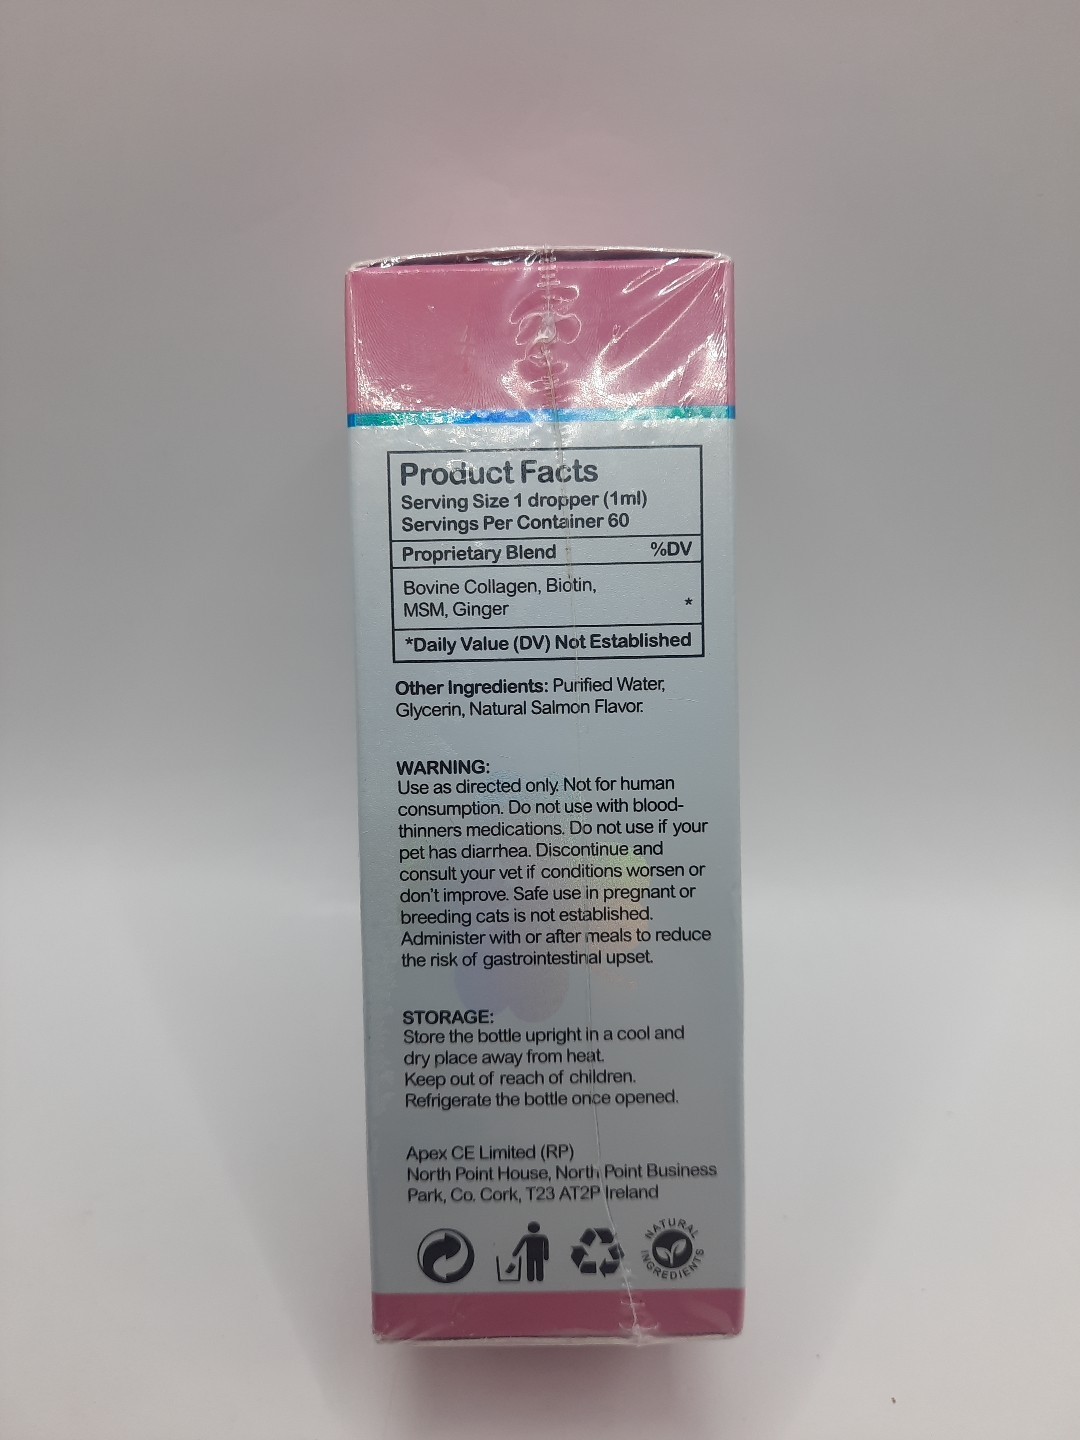 Product Facts
Serving Size 1 dropper (1ml)
Servings Per Container 60
Proprietary Blend %DV
Bovine Collagen, Biotin,
MSM, Ginger *
*Daily Value (DV) Not Established
Other Ingredients: Purified Water,
Glycerin, Natural Salmon Flavor.
WARNING:
Use as directed only. Not for human
consumption. Do not use with blood-
thinners medications. Do not use if your
pet has diarrhea. Discontinue and
consult your vet if conditions worsen or
don't improve. Safe use in pregnant or
breeding cats is not established.
Administer with or after meals to reduce
the risk of gastrointestinal upset.
STORAGE:
Store the bottle upright in a cool and
dry place away from heat.
Keep out of reach of children.
Refrigerate the bottle once opened.
Apex CE Limited (RP)
North Point House, North Point Business
Park, Co. Cork, T23 AT2P Ireland
NATURAL
INGREDIENTS